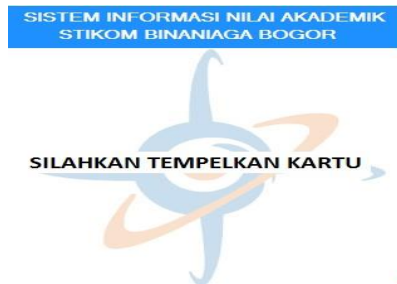 SISTEM INFORMASI NILAI AKADEMIK
STIKOM BINANIAGA BOGOR
SILAHKAN TEMPELKAN KARTU